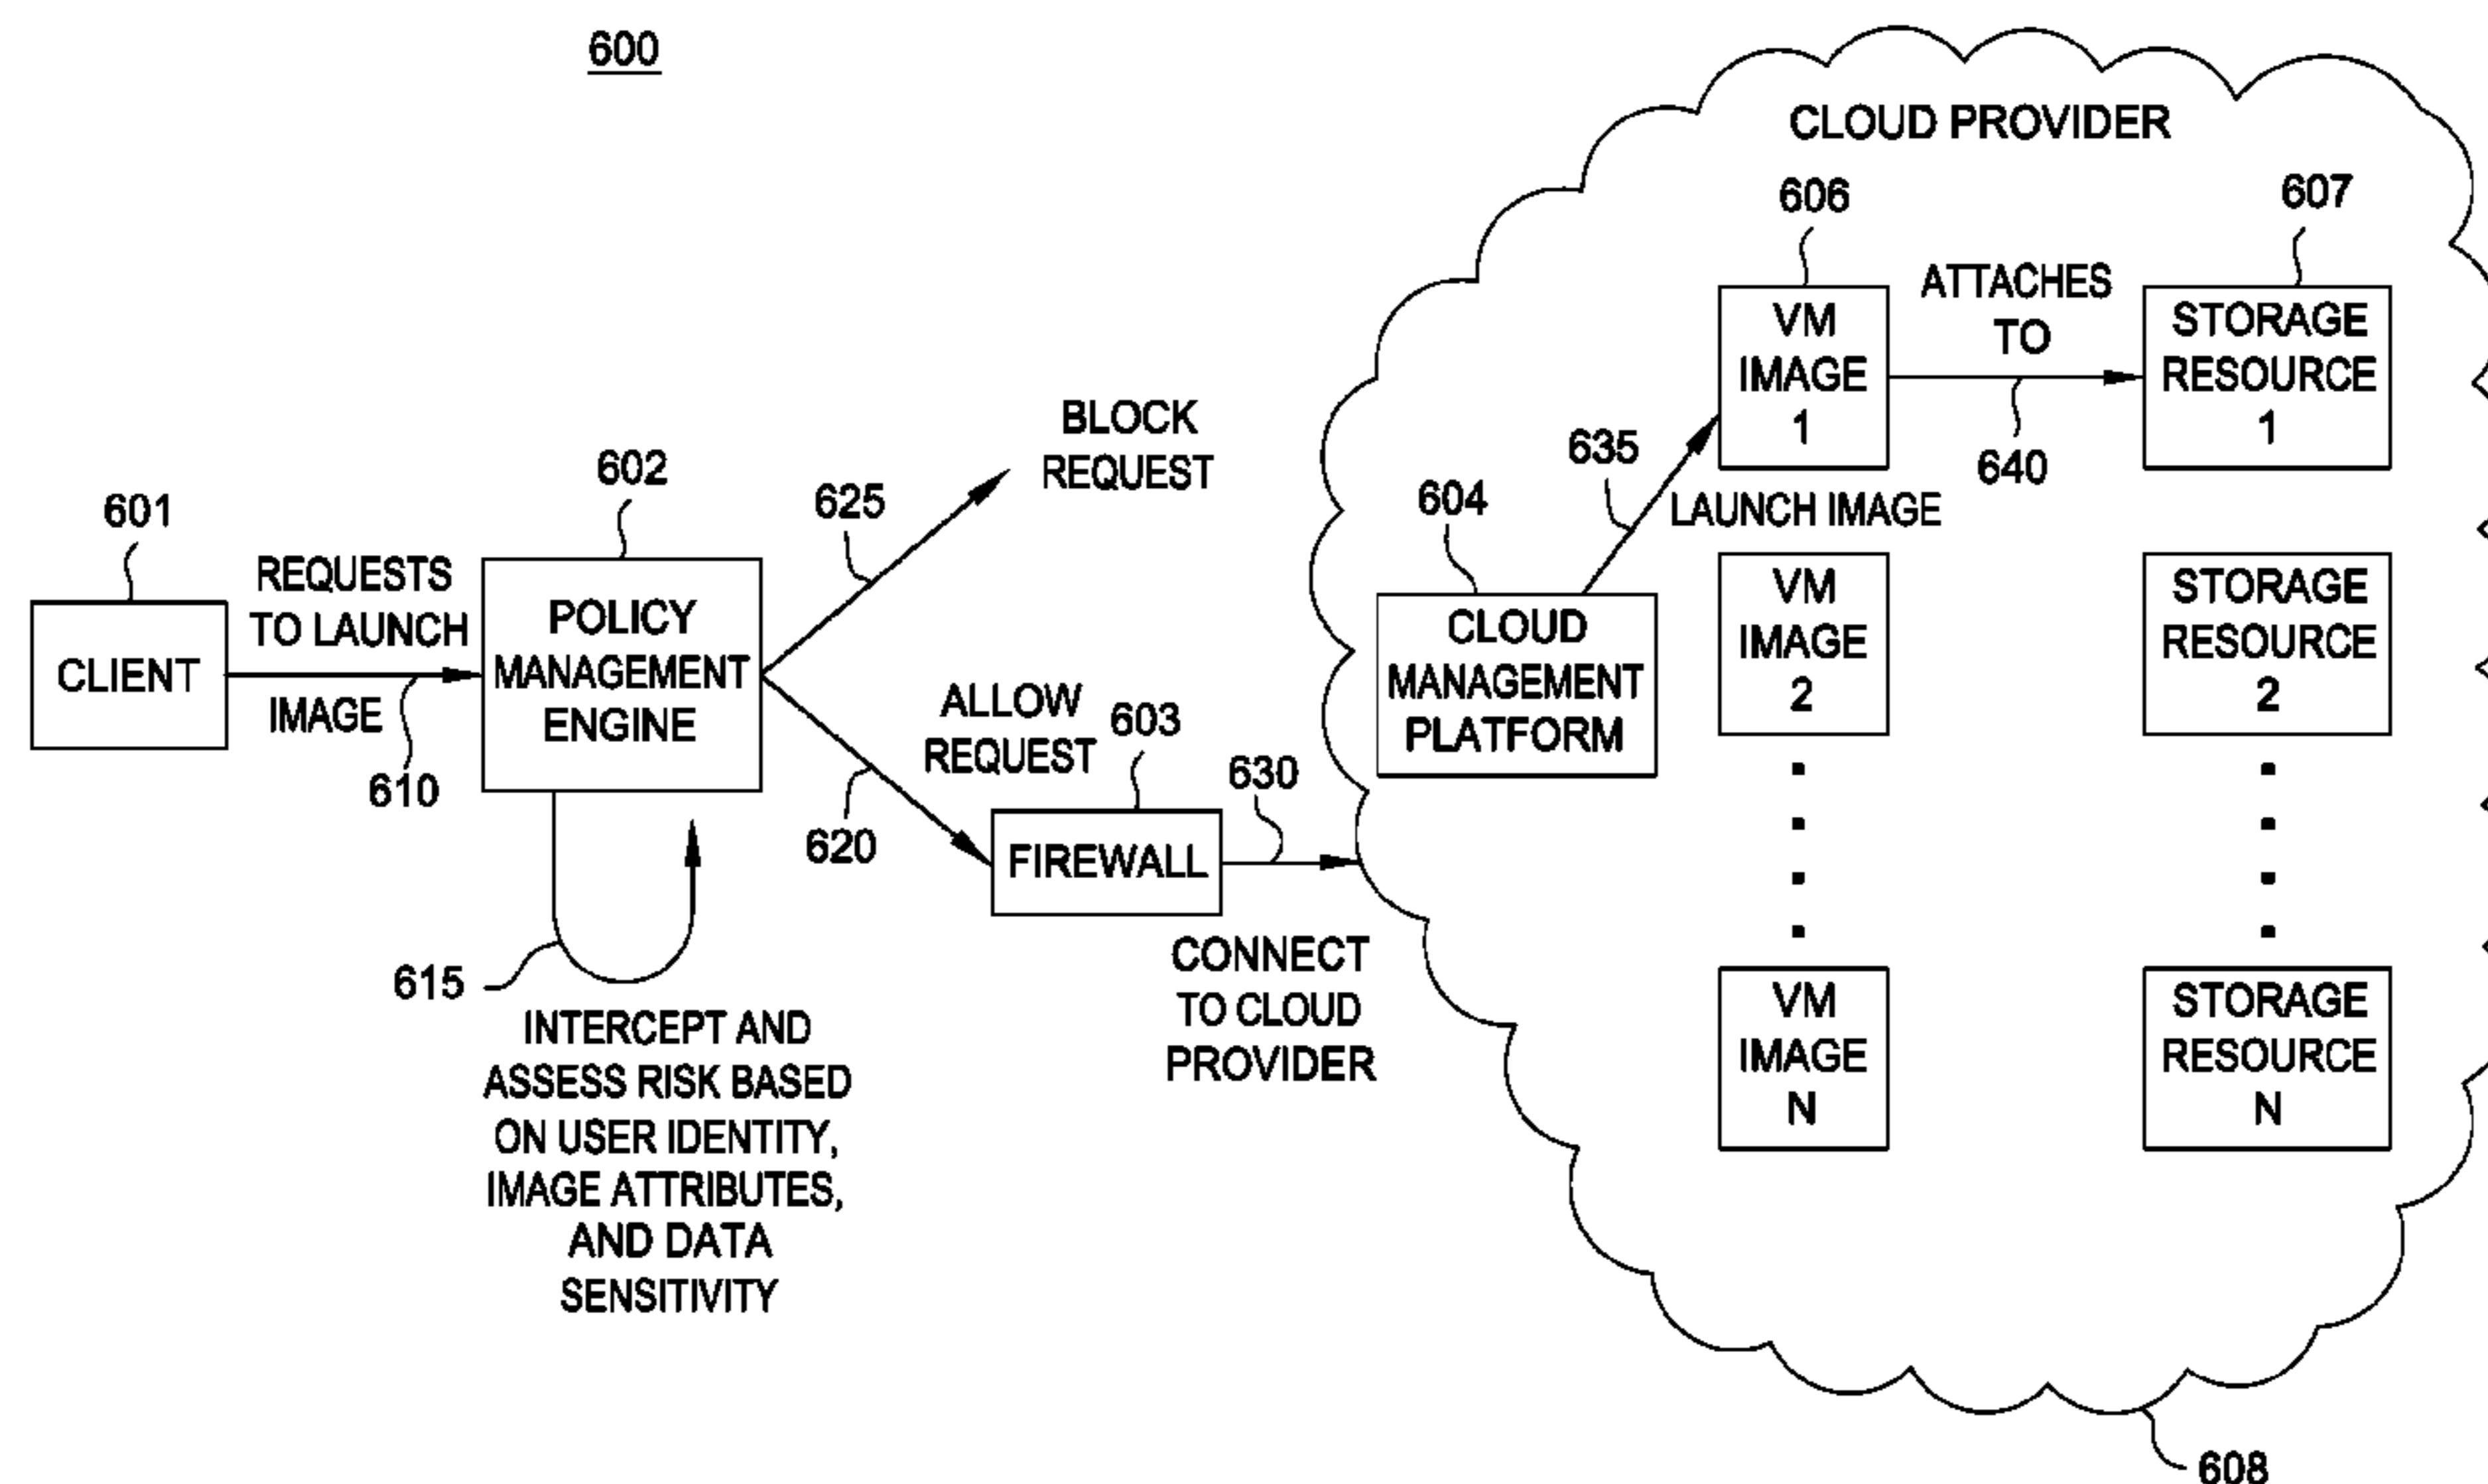 600
CLOUD PROVIDER
601
CLIENT
REQUESTS
TO LAUNCH
IMAGE
610
602
POLICY
MANAGEMENT
ENGINE
615
INTERCEPT AND
ASSESS RISK BASED
ON USER IDENTITY,
IMAGE ATTRIBUTES,
AND DATA
SENSITIVITY
625
BLOCK
REQUEST
620
ALLOW
REQUEST
603
FIREWALL
630
CONNECT
TO CLOUD
PROVIDER
604
CLOUD
MANAGEMENT
PLATFORM
635
LAUNCH IMAGE
606
VM
IMAGE
1
ATTACHES
TO
640
607
STORAGE
RESOURCE
1
VM
IMAGE
2
STORAGE
RESOURCE
2
VM
IMAGE
N
STORAGE
RESOURCE
N
608